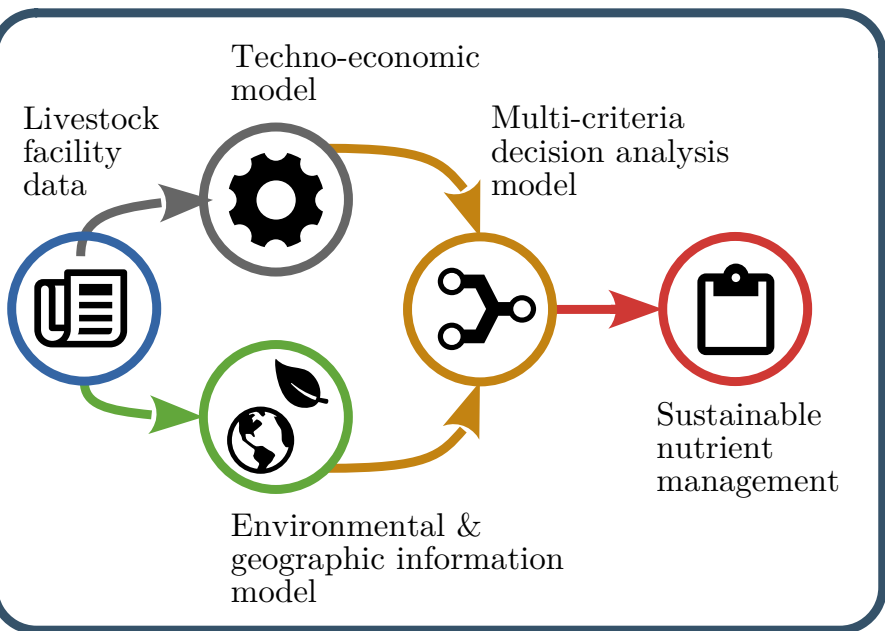 Techno-economic
model
Livestock
facility
data
Multi-criteria
decision analysis
model
Sustainable
nutrient
management
Environmental &
geographic information
model